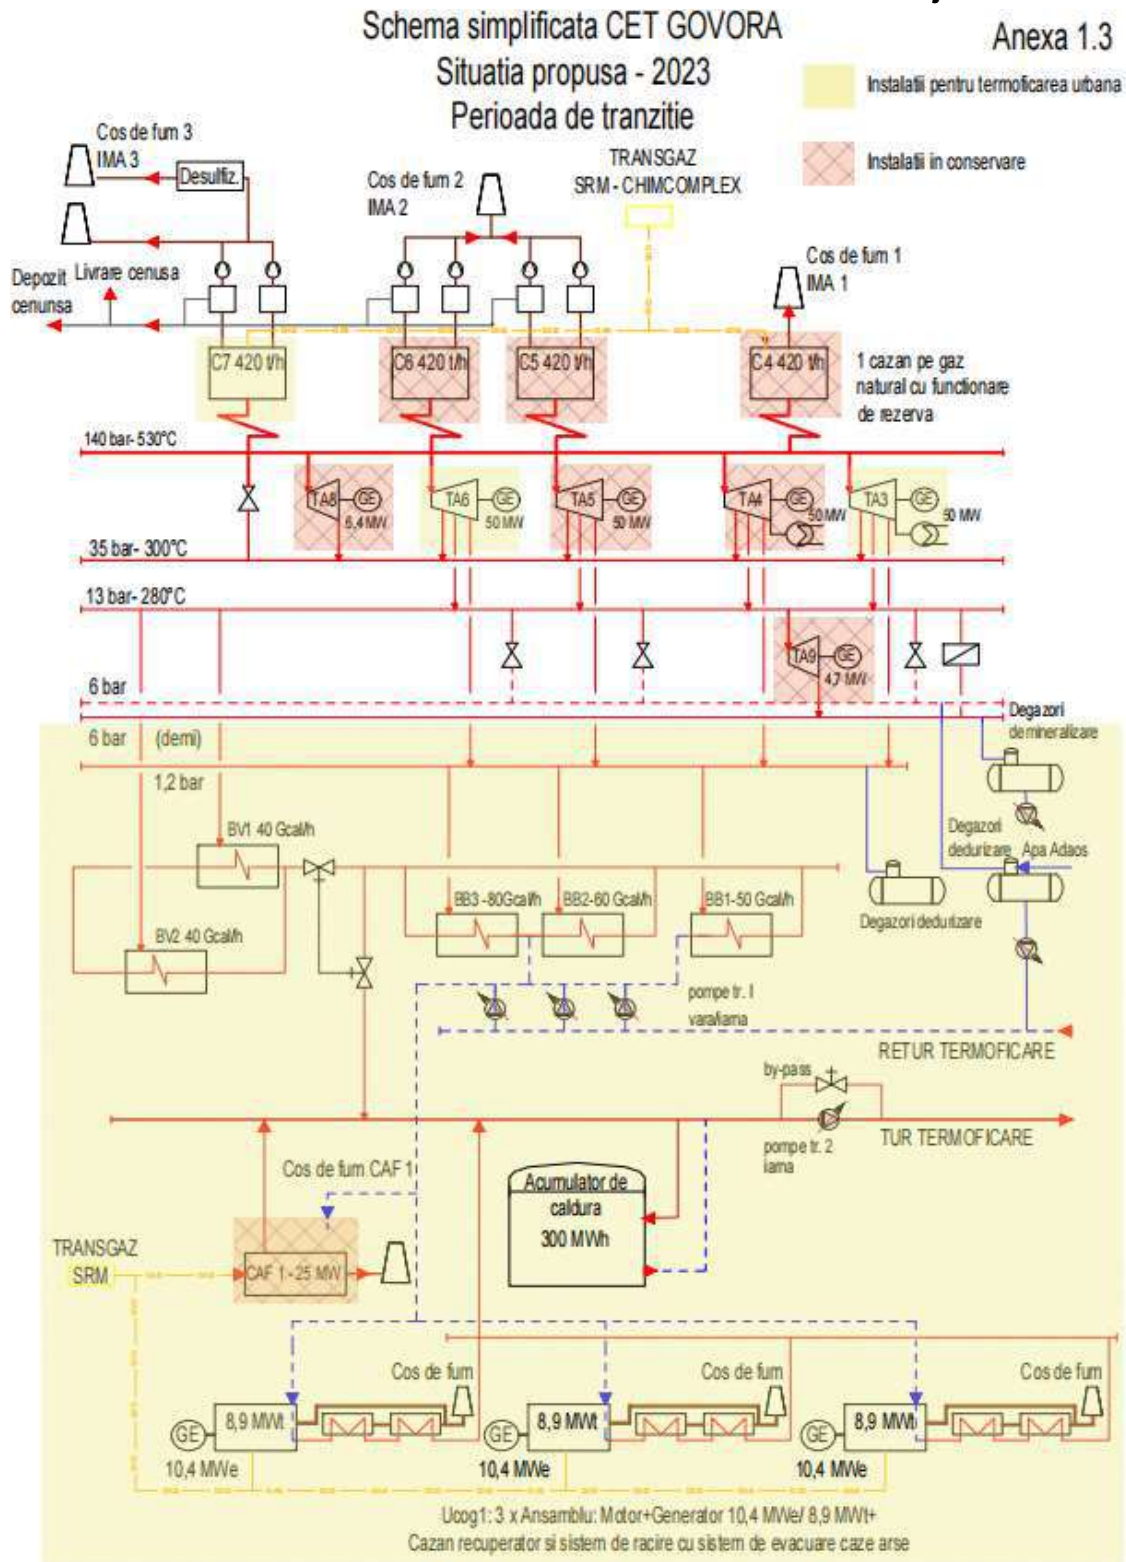 Schema simplificata CET GOVORA
Anexa 1.3
Situatia propusa - 2023
Perioada de tranzitie
Instalatii pentru termoficarea urbana
Instalatii in conservare
Cos de fum 3
IMA 3
Desulfiz.
Cos de fum 2
IMA 2
TRANSGAZ
SRM - CHIMCOMPLEX
Cos de fum 1
IMA 1
Depozit
cenunsa
Livrare cenusa
C7 420 t/h
C6 420 t/h
C5 420 t/h
C4 420 t/h
1 cazan pe gaz
natural cu functionare
de rezerva
140 bar- 530°C
TA8
GE
6,4 MW
TA6
GE
50 MW
TA5
GE
50 MW
TA4
GE
50 MW
TA3
GE
50 MW
35 bar- 300°C
13 bar- 280°C
TA9
GE
4,7 MW
6 bar
6 bar
(demi)
1,2 bar
Degazori
demineralizare
Degazori
dedurizare
Apa Adaos
Degazori dedurizare
BV1 40 Gcal/h
BV2 40 Gcal/h
BB3 -80Gcal/h
BB2-60 Gcal/h
BB1-50 Gcal/h
pompe tr. I
vara/iarna
RETUR TERMOFICARE
by-pass
TUR TERMOFICARE
pompe tr. 2
iarna
Cos de fum CAF 1
Acumulator de
caldura
300 MWh
TRANSGAZ
SRM
CAF 1 - 25 MW
Cos de fum
Cos de fum
Cos de fum
GE
8,9 MWt
10,4 MWe
GE
8,9 MWt
10,4 MWe
GE
8,9 MWt
10,4 MWe
Ucog1: 3 x Ansamblu: Motor+Generator 10,4 MWe/ 8,9 MWt+
Cazan recuperator si sistem de racire cu sistem de evacuare caze arse